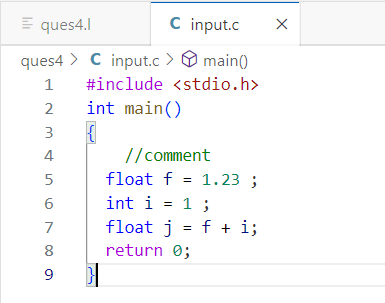 ques4.l
C input.c ×
ques4 > C input.c > main()
1 #include <stdio.h>
2 int main()
3 {
4 //comment
5 float f = 1.23 ;
6 int i = 1 ;
7 float j = f + i;
8 return 0;
9 }